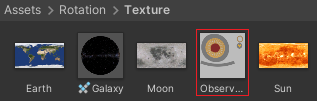 Assets > Rotation > Texture
Earth Galaxy Moon Observ... Sun